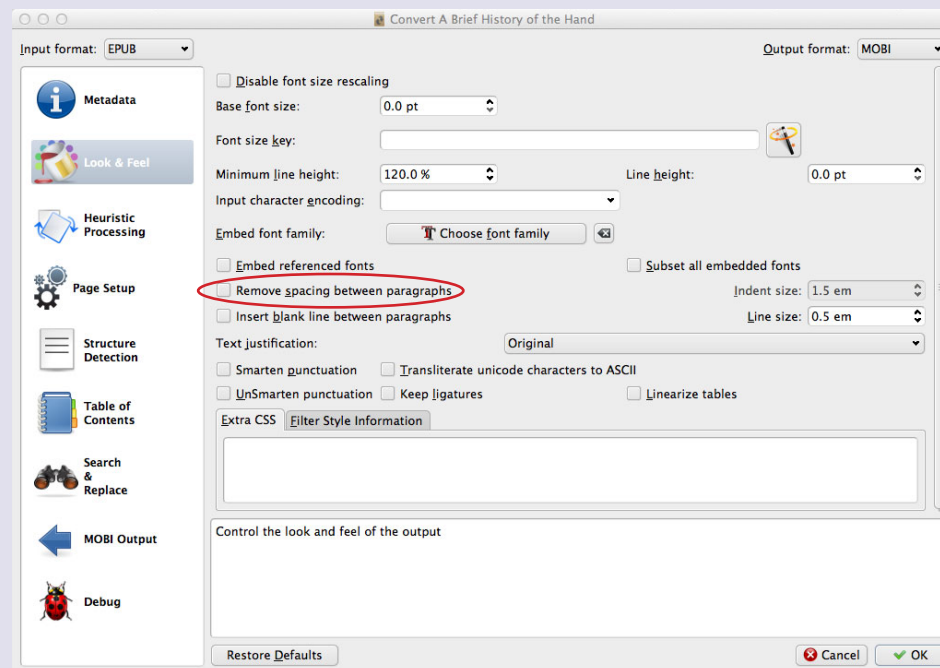 Convert A Brief History of the Hand
Input format: EPUB
Output format: MOBI
Metadata
Look & Feel
Heuristic
Processing
Page Setup
Structure
Detection
Table of
Contents
Search
&
Replace
MOBI Output
Debug
Disable font size rescaling
Base font size: 0.0 pt
Font size key:
Minimum line height: 120.0 % Line height: 0.0 pt
Input character encoding:
Embed font family: Choose font family
Embed referenced fonts Subset all embedded fonts
Remove spacing between paragraphs Indent size: 1.5 em
Insert blank line between paragraphs Line size: 0.5 em
Text justification: Original
Smarten punctuation Transliterate unicode characters to ASCII
UnSmarten punctuation Keep ligatures Linearize tables
Extra CSS Filter Style Information
Control the look and feel of the output
Restore Defaults Cancel OK